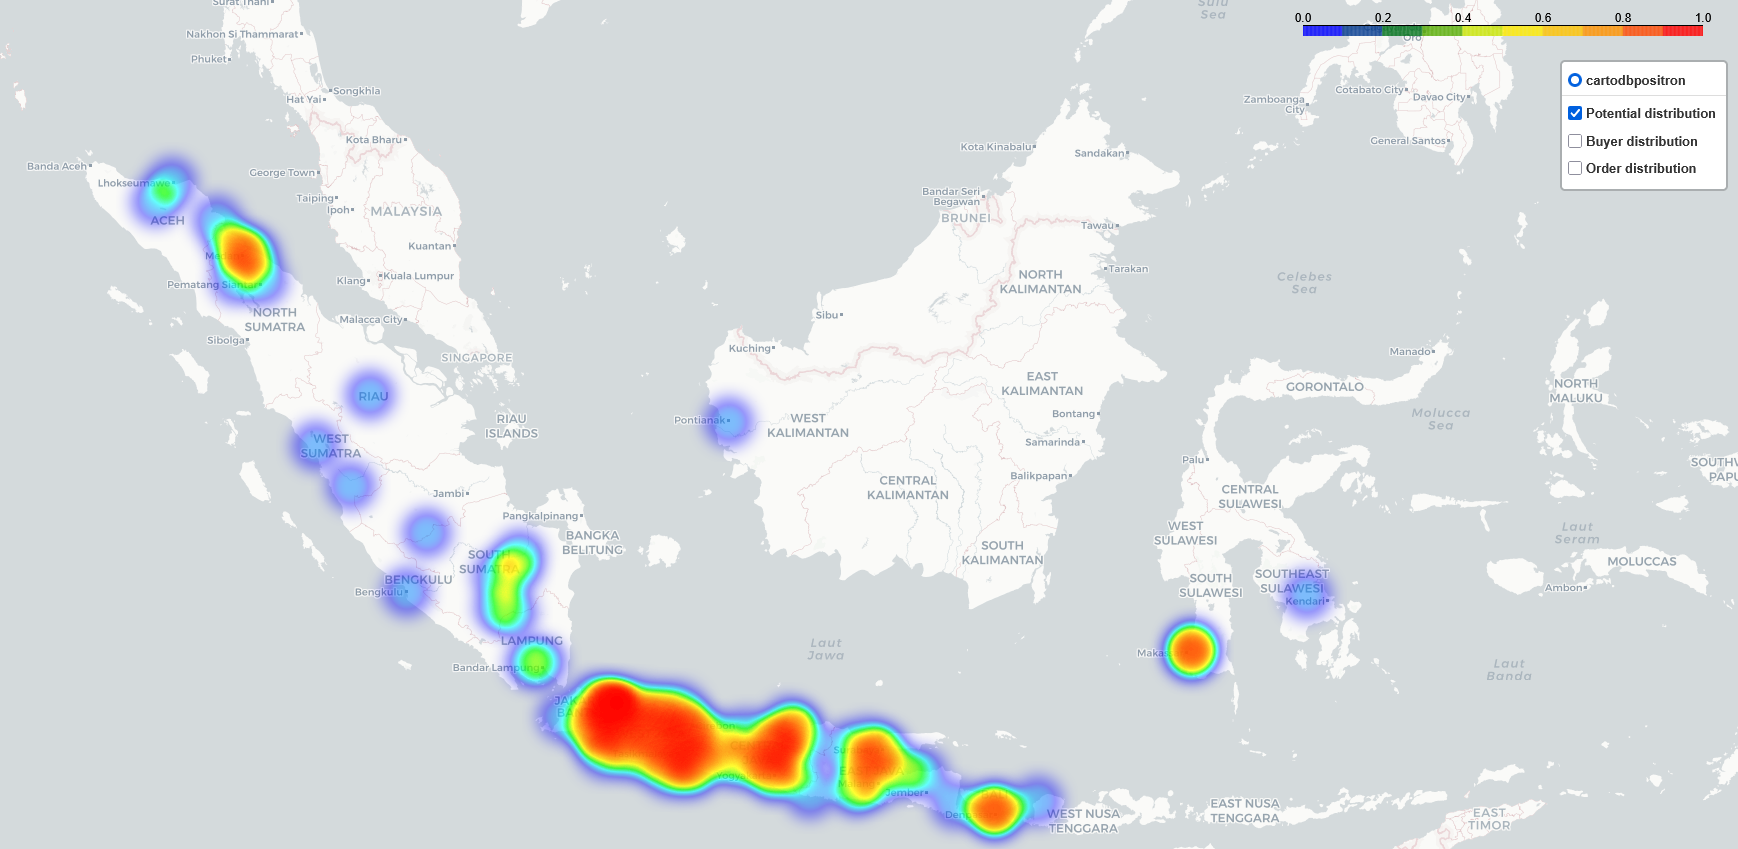 Surat Thani
Nakhon Si Thammarat
Phuket
Songkhla
Hat Yai
Kota Bharu
Banda Aceh
Lhokseumawe
George Town
Taiping
Ipoh
MALAYSIA
ACEH
Kuantan
Klang
Kuala Lumpur
Pematang Siantar
NORTH
SUMATRA
Malacca City
Sibolga
SINGAPORE
RIAU
RIAU
ISLANDS
WEST
SUMATRA
Jambi
Pangkalpinang
BANGKA
BELITUNG
SOUTH
SUMATRA
BENGKULU
Bengkulu
LAMPUNG
Bandar Lampung
Sulu
Sea
0.0 0.2 0.4 0.6 0.8 1.0
cartodbpositron
Potential distribution
Buyer distribution
Order distribution
Zamboanga
City
Cotabato City
Davao City
General Santos
Kota Kinabalu
Sandakan
Bandar Seri
Begawan
BRUNEI
Tawau
Tarakan
NORTH
KALIMANTAN
Celebes
Sea
Sibu
Kuching
Pontianak
WEST
KALIMANTAN
EAST
KALIMANTAN
Bontang
Samarinda
Balikpapan
CENTRAL
KALIMANTAN
SOUTH
KALIMANTAN
Manado
GORONTALO
NORTH
MALUKU
Molucca
Sea
Palu
CENTRAL
SULAWESI
WEST
SULAWESI
SOUTH
SULAWESI
SOUTHEAST
SULAWESI
Kendari
SOUTHW
PAPU
Laut
Seram
MOLUCCAS
Ambon
Laut
Jawa
Laut
Banda
Jember
WEST NUSA
TENGGARA
EAST NUSA
TENGGARA
EAST
TIMOR